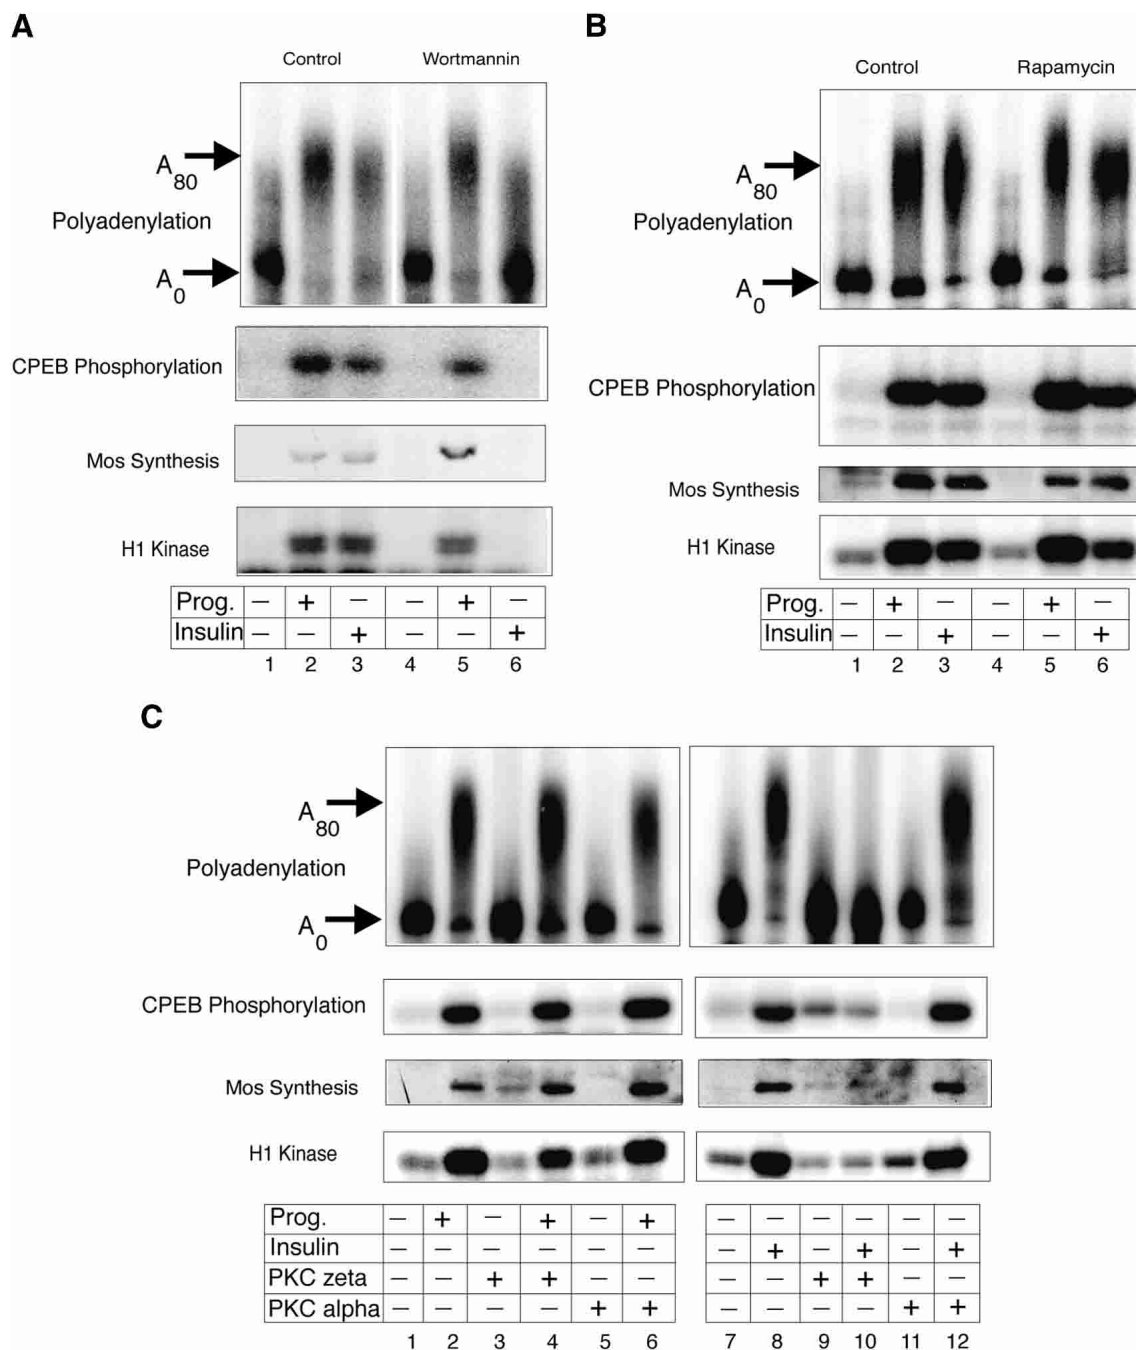 A
Control Wortmannin
A80
Polyadenylation
A0
CPEB Phosphorylation
Mos Synthesis
H1 Kinase
Prog. – + – – + –
Insulin – – + – – +
1 2 3 4 5 6
B
Control Rapamycin
A80
Polyadenylation
A0
CPEB Phosphorylation
Mos Synthesis
H1 Kinase
Prog. – + – – + –
Insulin – – + – – +
1 2 3 4 5 6
C
A80
Polyadenylation
A0
CPEB Phosphorylation
Mos Synthesis
H1 Kinase
Prog. – + – + – + – – – – – –
Insulin – – – – – – – + – + – +
PKC zeta – – + + – – – – + + – –
PKC alpha – – – – + + – – – – + +
1 2 3 4 5 6 7 8 9 10 11 12